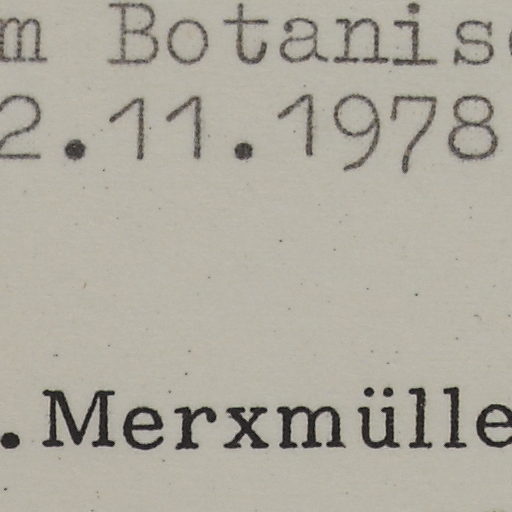 m Botanis
2.11.1978
.Merxmülle